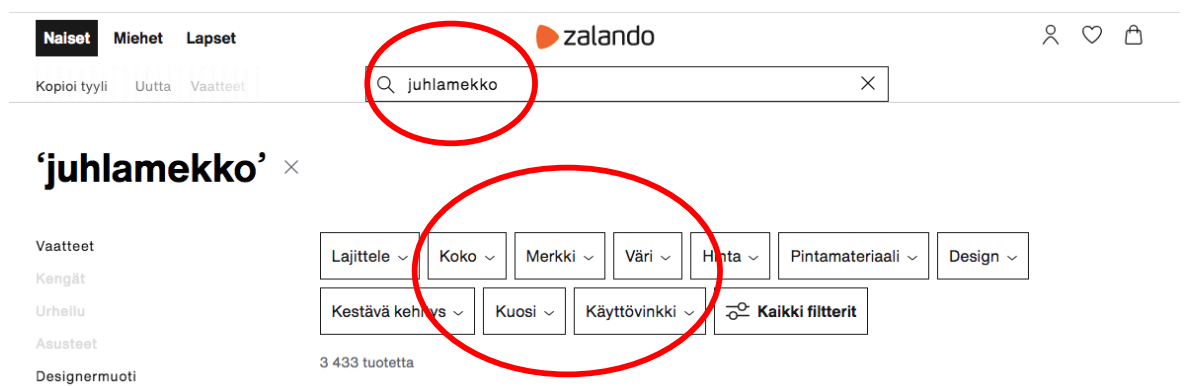 Naiset Miehet Lapset
zalando
Kopioi tyyli Uutta Vaatteet
juhlamekko
‘juhlamekko’
Vaatteet
Kengät
Urheilu
Asusteet
Designermuoti
Lajittele Koko Merkki Väri Hinta Pintamateriaali Design
Kestävä kehitys Kuosi Käyttövinkki Kaikki filtterit
3 433 tuotetta